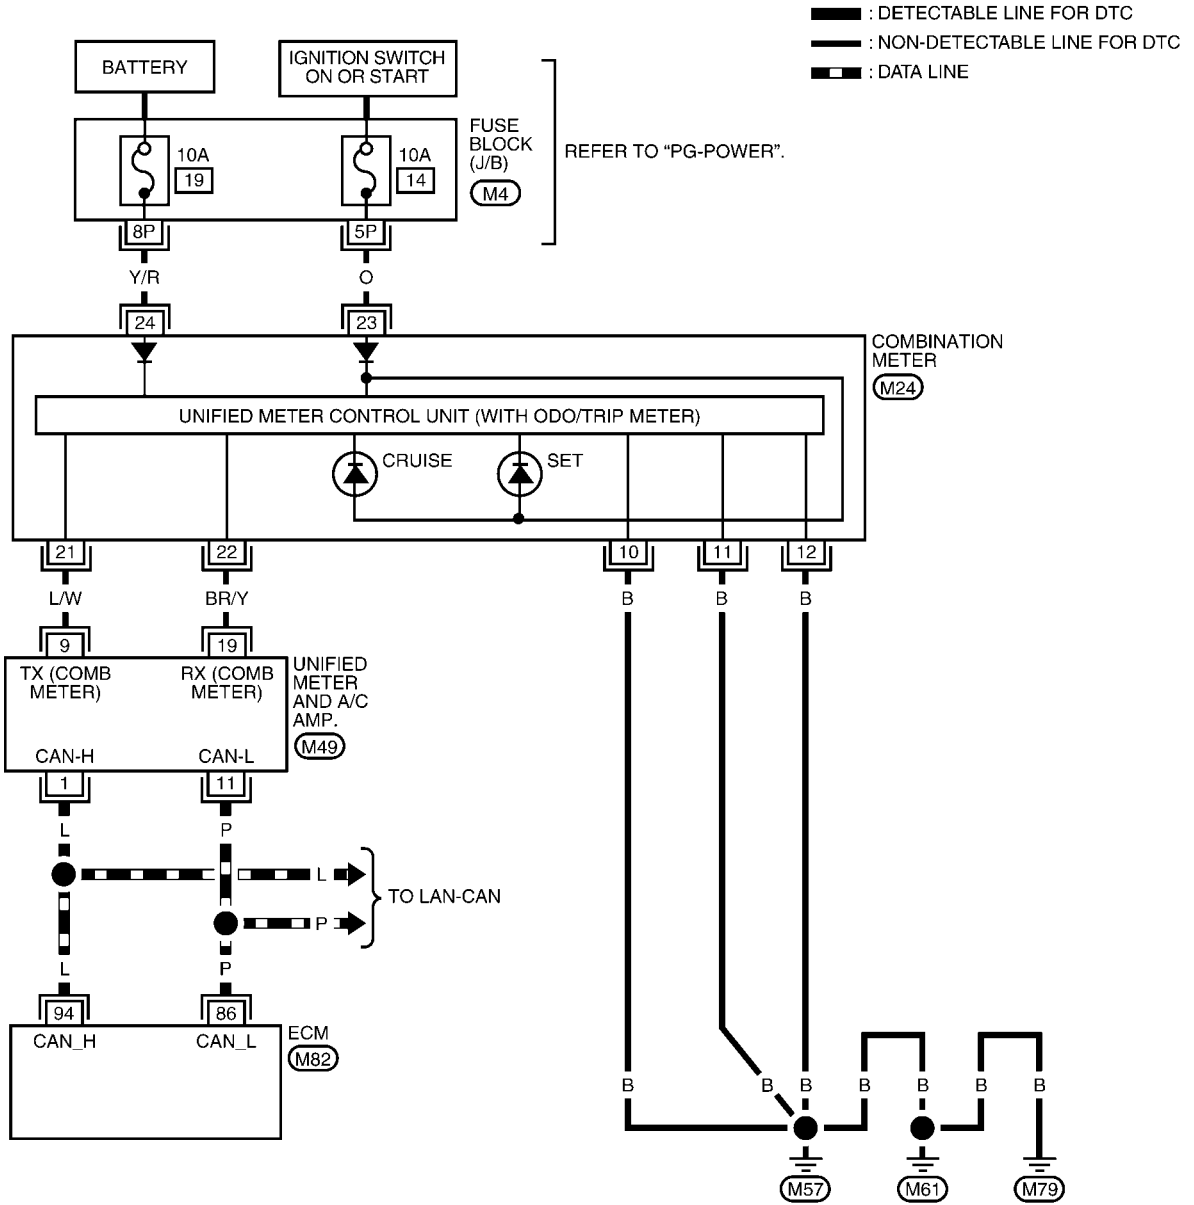 : DETECTABLE LINE FOR DTC
: NON-DETECTABLE LINE FOR DTC
: DATA LINE
BATTERY
IGNITION SWITCH
ON OR START
FUSE
BLOCK
(J/B)
M4
10A
19
10A
14
REFER TO “PG-POWER”.
8P
5P
Y/R
O
24
23
COMBINATION
METER
M24
UNIFIED METER CONTROL UNIT (WITH ODO/TRIP METER)
CRUISE
SET
21
22
10
11
12
L/W
BR/Y
B
B
B
9
19
TX (COMB
METER)
RX (COMB
METER)
UNIFIED
METER
AND A/C
AMP.
M49
CAN-H
CAN-L
1
11
L
P
L
P
TO LAN-CAN
L
P
94
86
CAN_H
CAN_L
ECM
M82
B
B
B
B
B
B
B
M57
M61
M79